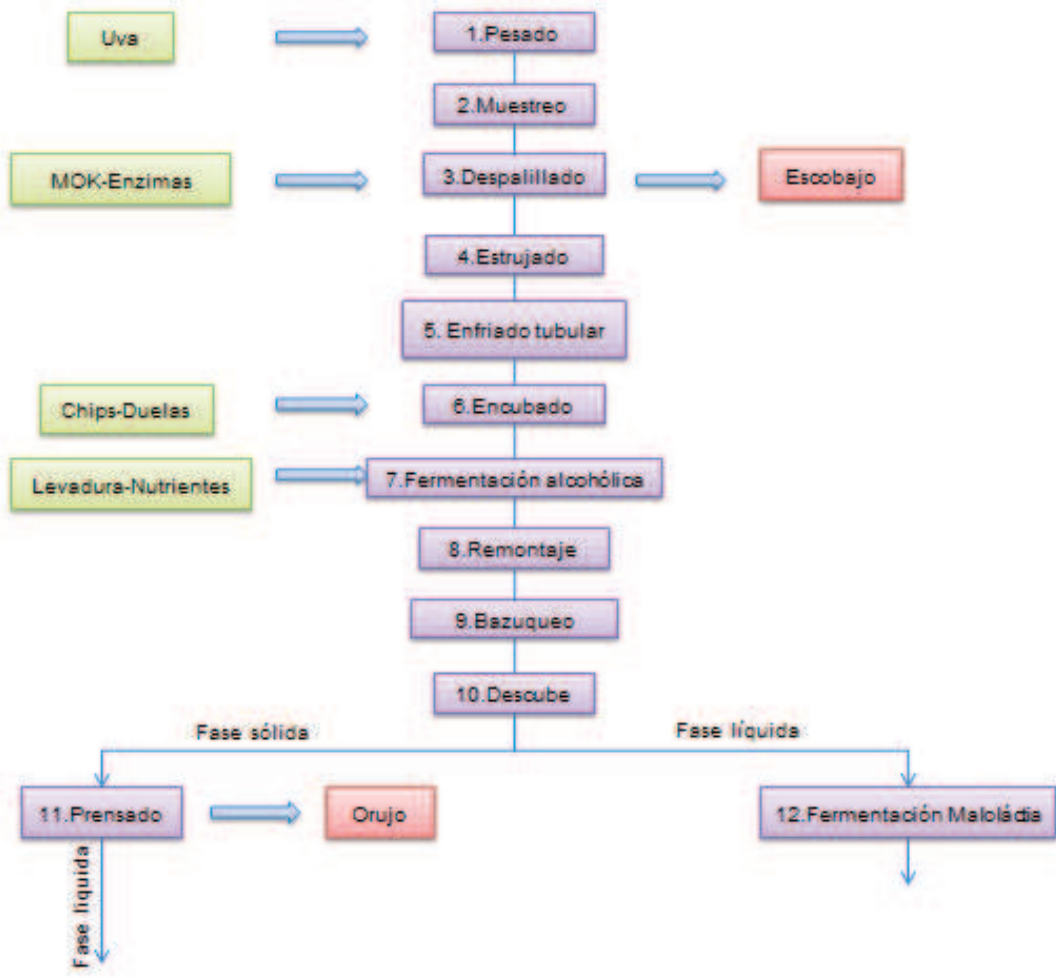 Uva
1.Pesado
2.Muestreo
MOK-Enzimas
3.Despalillado
Escobajo
4.Estrujado
5. Enfriado tubular
Chips-Duelas
6.Encubado
Levadura-Nutrientes
7.Fermentación alcohólica
8.Remontaje
9.Bazuqueo
10.Descube
Fase sólida
Fase líquida
11.Prensado
Orujo
12.Fermentación Maloládia
Fase líquida